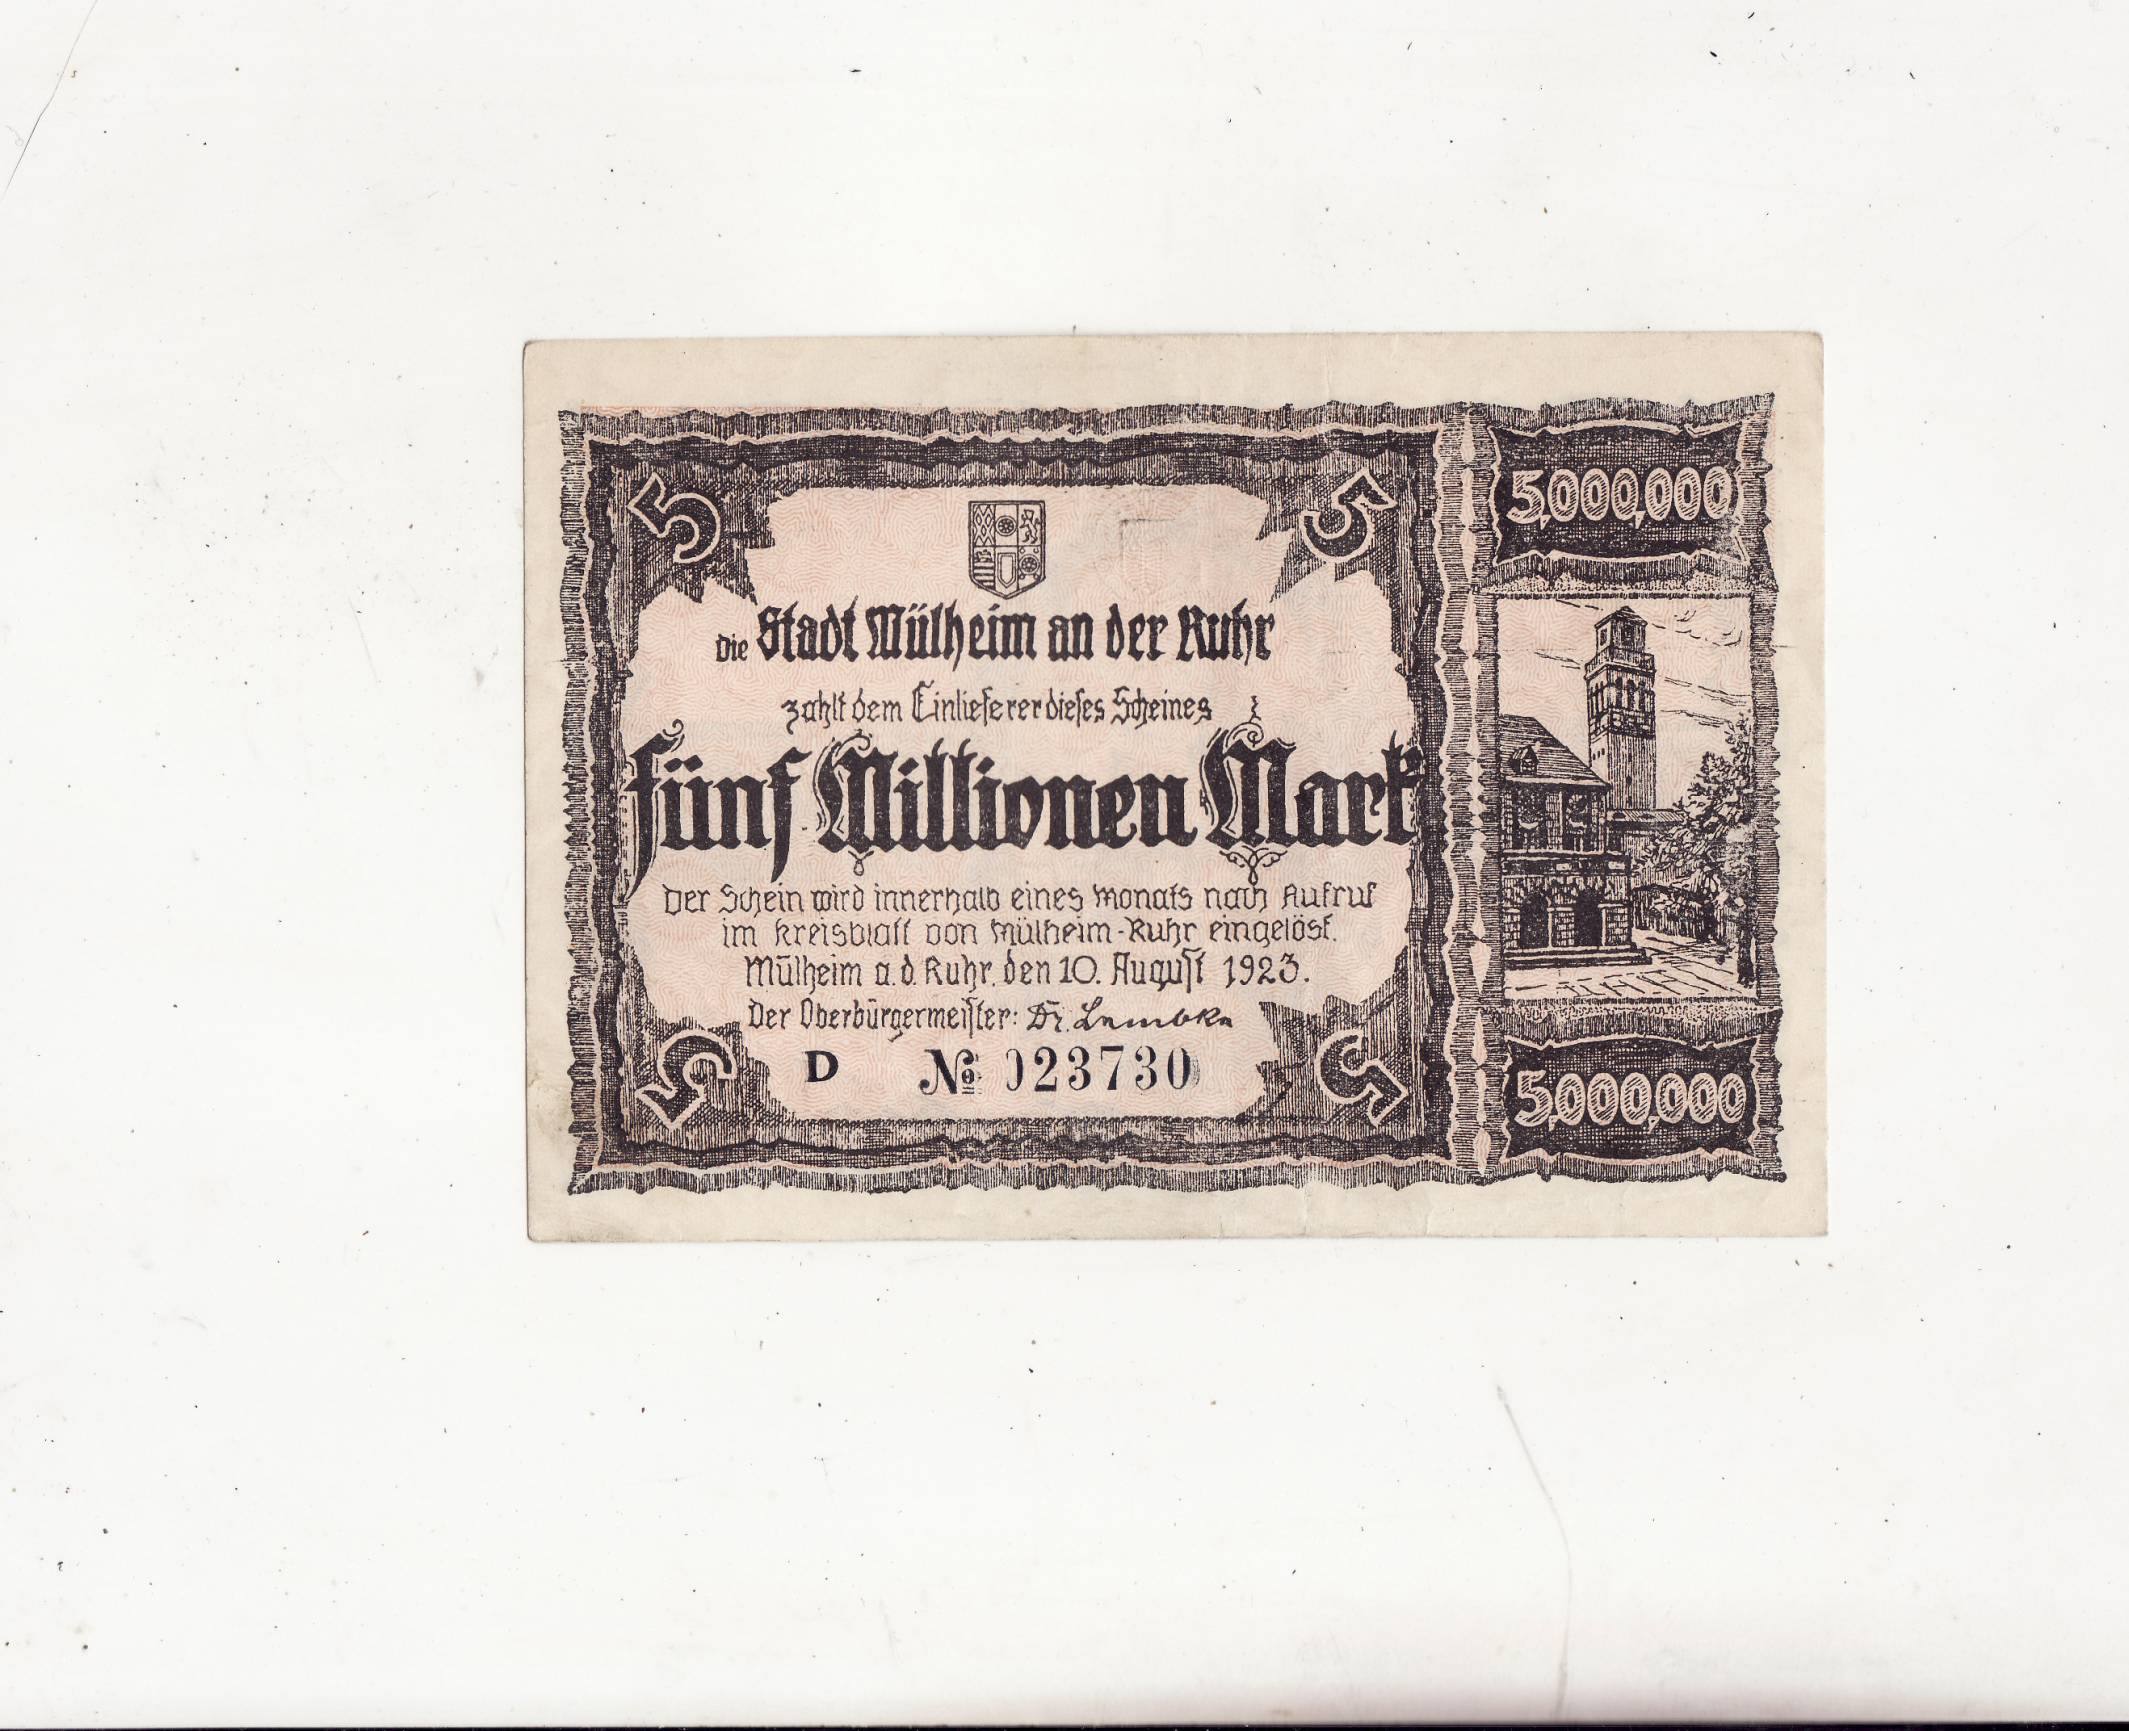 5
5
5,000,000
Die Stadt Mülheim an der Ruhr
zahlt dem Einlieferer dieses Scheines
Fünf Millionen Mark
Der Schein wird innerhalb eines Monats nach Aufruf
im Kreisblatt von Mülheim-Ruhr eingelöst.
Mülheim a. d. Ruhr, den 10. August 1923.
Der Oberbürgermeister: Dr. Lembke
D № 023730
5
5
5,000,000